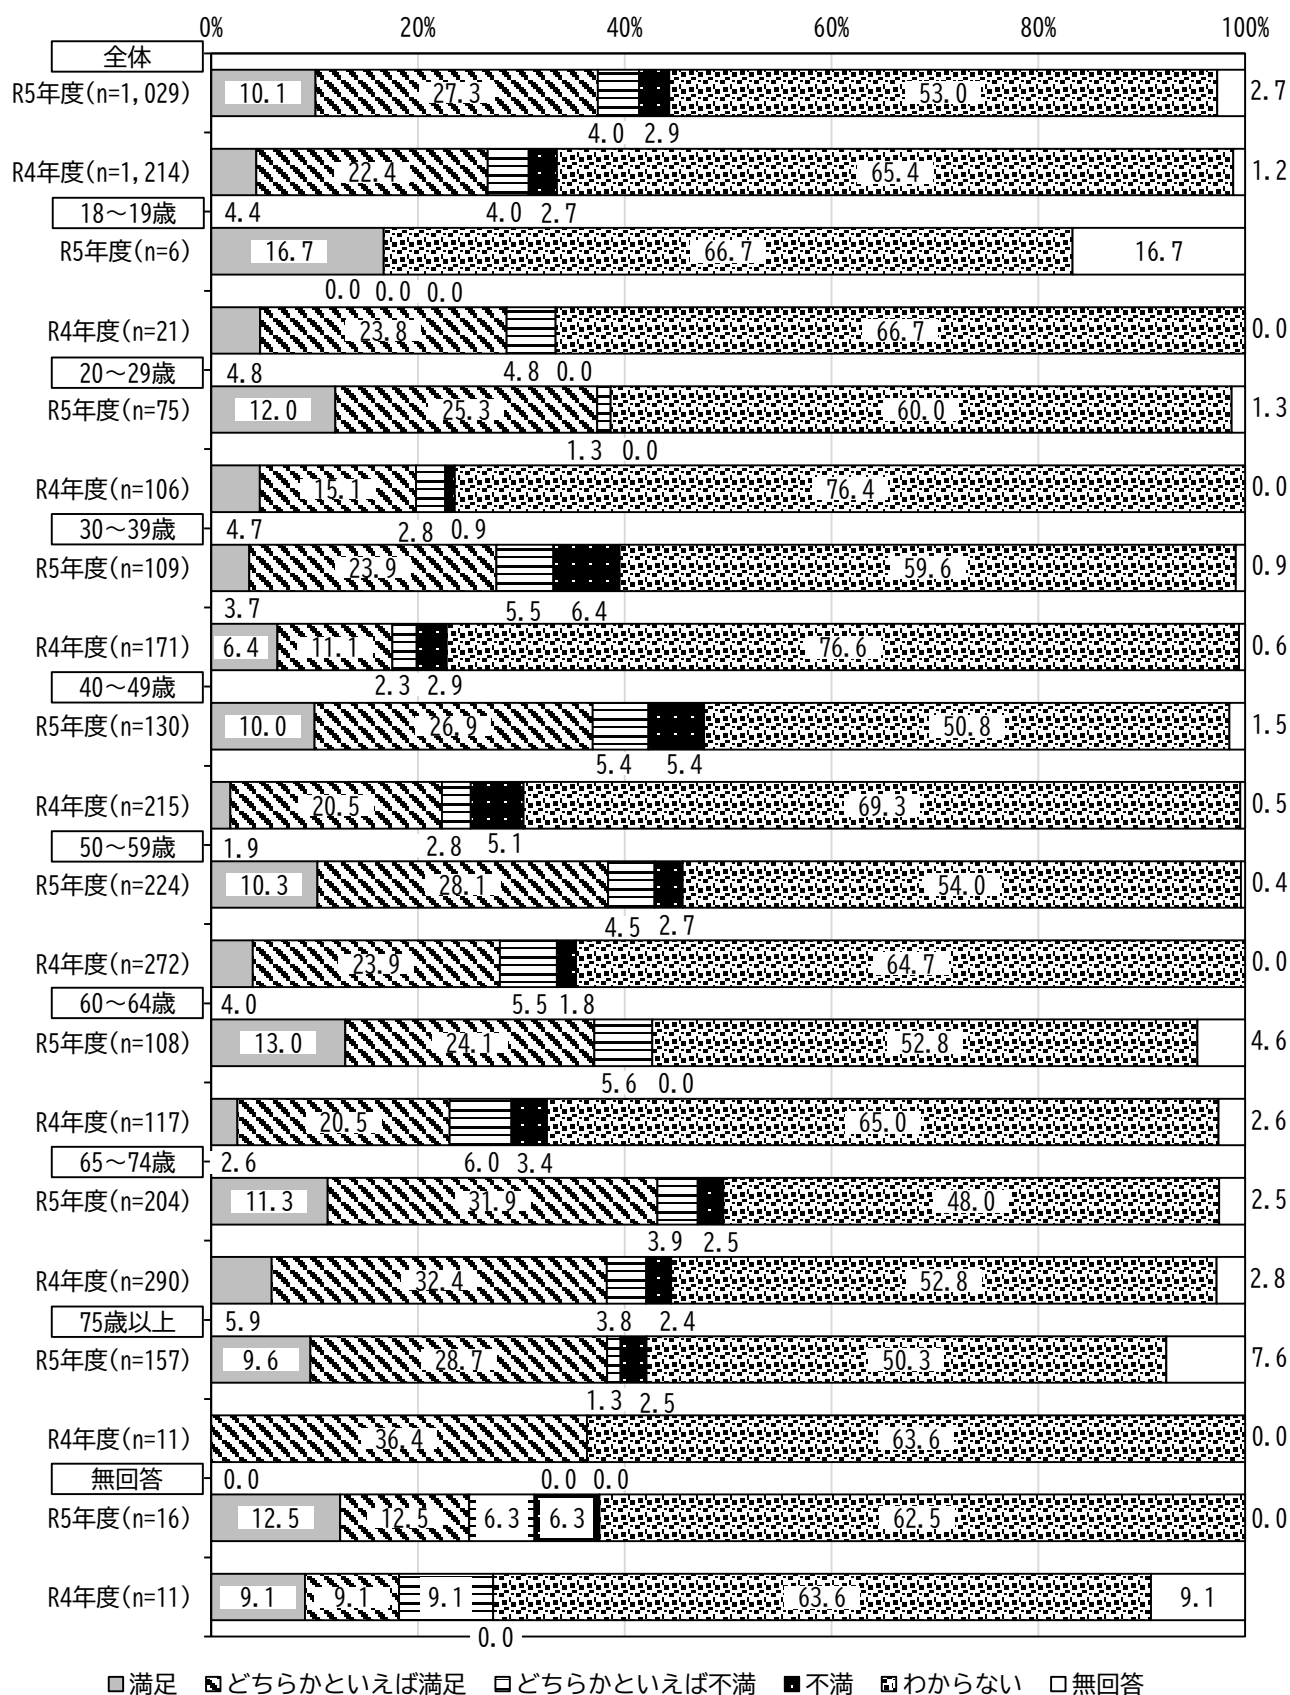 0% 20% 40% 60% 80% 100%
全体
R5年度(n=1,029) 10.1 27.3 53.0 2.7
4.0 2.9
R4年度(n=1,214) 22.4 65.4 1.2
18～19歳 4.4 4.0 2.7
R5年度(n=6) 16.7 66.7 16.7
0.0 0.0 0.0
R4年度(n=21) 23.8 66.7 0.0
20～29歳 4.8 4.8 0.0
R5年度(n=75) 12.0 25.3 60.0 1.3
1.3 0.0
R4年度(n=106) 15.1 76.4 0.0
30～39歳 4.7 2.8 0.9
R5年度(n=109) 23.9 59.6 0.9
3.7 5.5 6.4
R4年度(n=171) 6.4 11.1 76.6 0.6
40～49歳 2.3 2.9
R5年度(n=130) 10.0 26.9 50.8 1.5
5.4 5.4
R4年度(n=215) 20.5 69.3 0.5
50～59歳 1.9 2.8 5.1
R5年度(n=224) 10.3 28.1 54.0 0.4
4.5 2.7
R4年度(n=272) 23.9 64.7 0.0
60～64歳 4.0 5.5 1.8
R5年度(n=108) 13.0 24.1 52.8 4.6
5.6 0.0
R4年度(n=117) 20.5 65.0 2.6
65～74歳 2.6 6.0 3.4
R5年度(n=204) 11.3 31.9 48.0 2.5
3.9 2.5
R4年度(n=290) 32.4 52.8 2.8
75歳以上 5.9 3.8 2.4
R5年度(n=157) 9.6 28.7 50.3 7.6
1.3 2.5
R4年度(n=11) 36.4 63.6 0.0
無回答 0.0 0.0 0.0
R5年度(n=16) 12.5 12.5 6.3 6.3 62.5 0.0
R4年度(n=11) 9.1 9.1 9.1 63.6 9.1
0.0
満足 どちらかといえば満足 どちらかといえば不満 不満 わからない 無回答